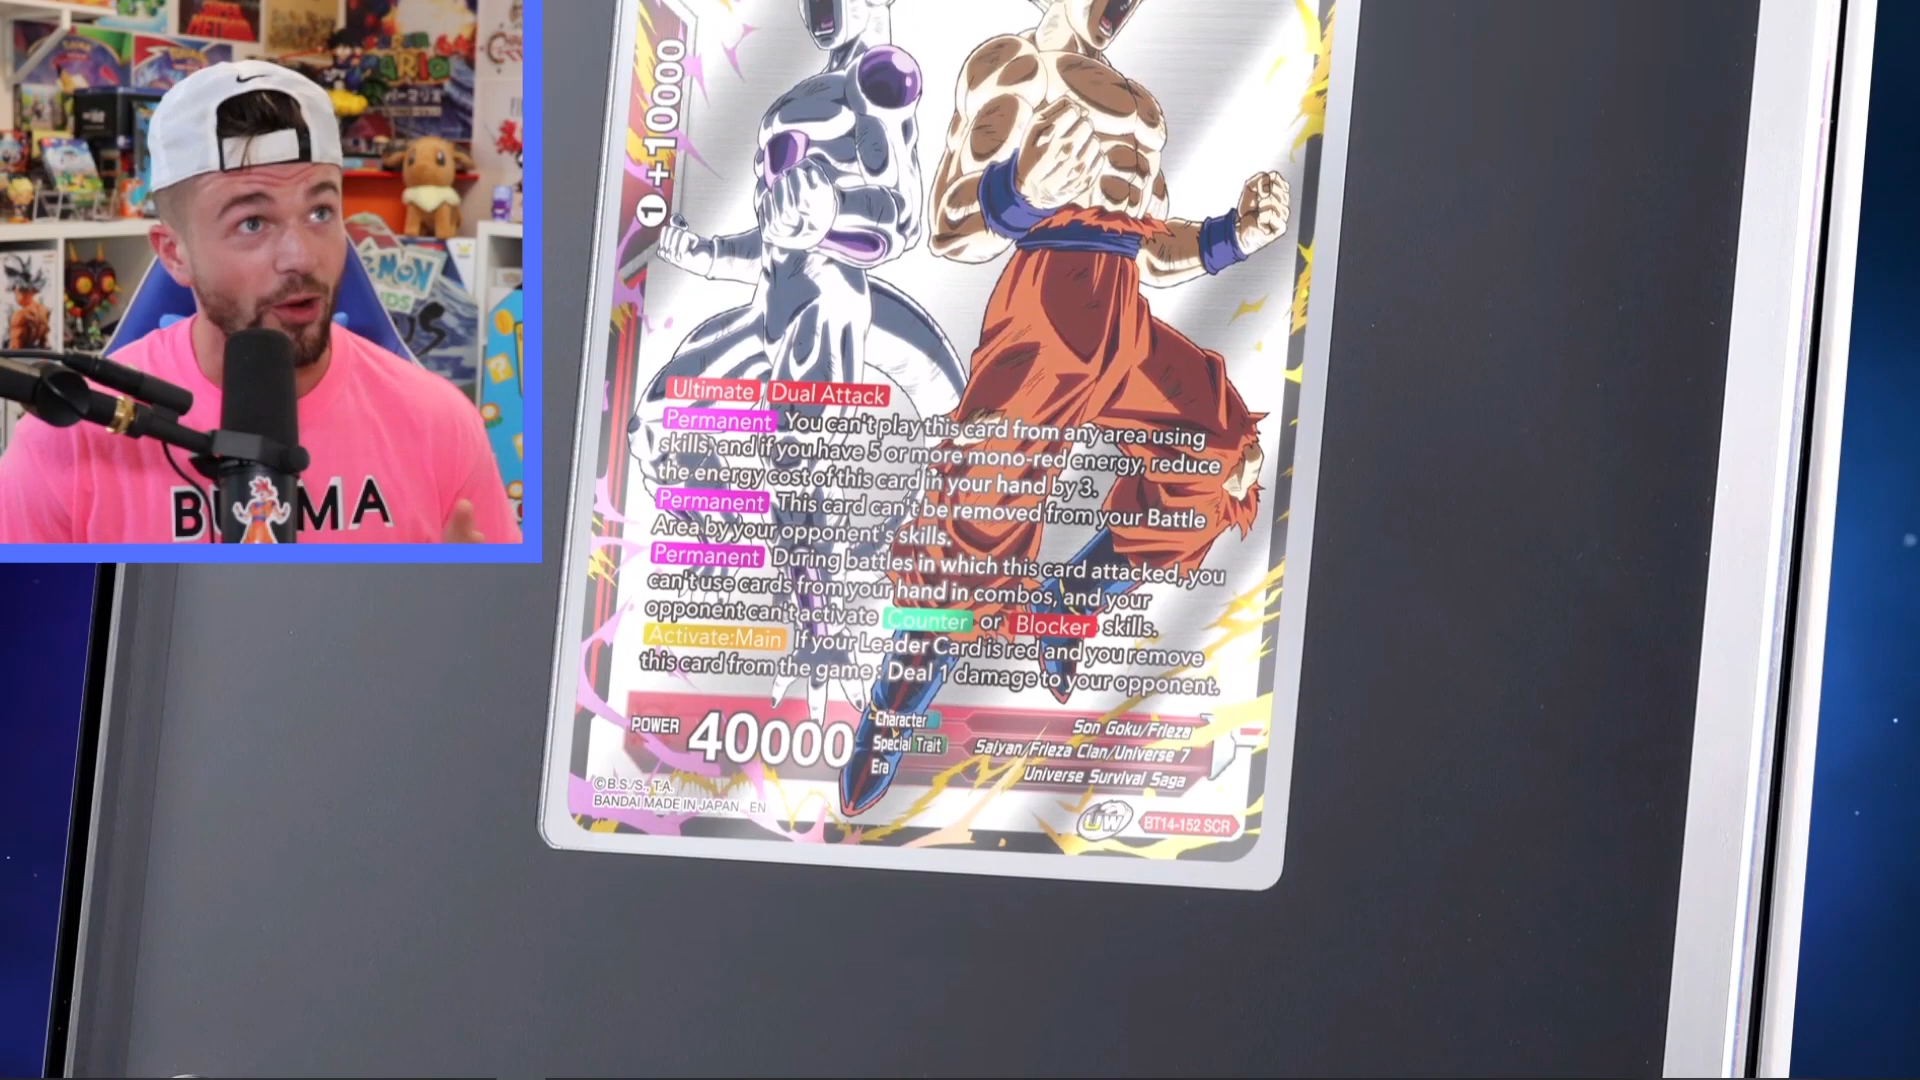 1 +10000
Ultimate Dual Attack
Permanent You can't play this card from any area using
skills, and if you have 5 or more mono-red energy, reduce
the energy cost of this card in your hand by 3.
Permanent This card can't be removed from your Battle
Area by your opponent's skills.
Permanent During battles in which this card attacked, you
can't use cards from your hand in combos, and your
opponent can't activate Counter or Blocker skills.
Activate:Main If your Leader Card is red and you remove
this card from the game : Deal 1 damage to your opponent.
POWER 40000
Character Son Goku/Frieza
Special Trait Saiyan/Frieza Clan/Universe 7
Era Universe Survival Saga
©B.S./S., T.A.
BANDAI MADE IN JAPAN EN
UW BT14-152 SCR